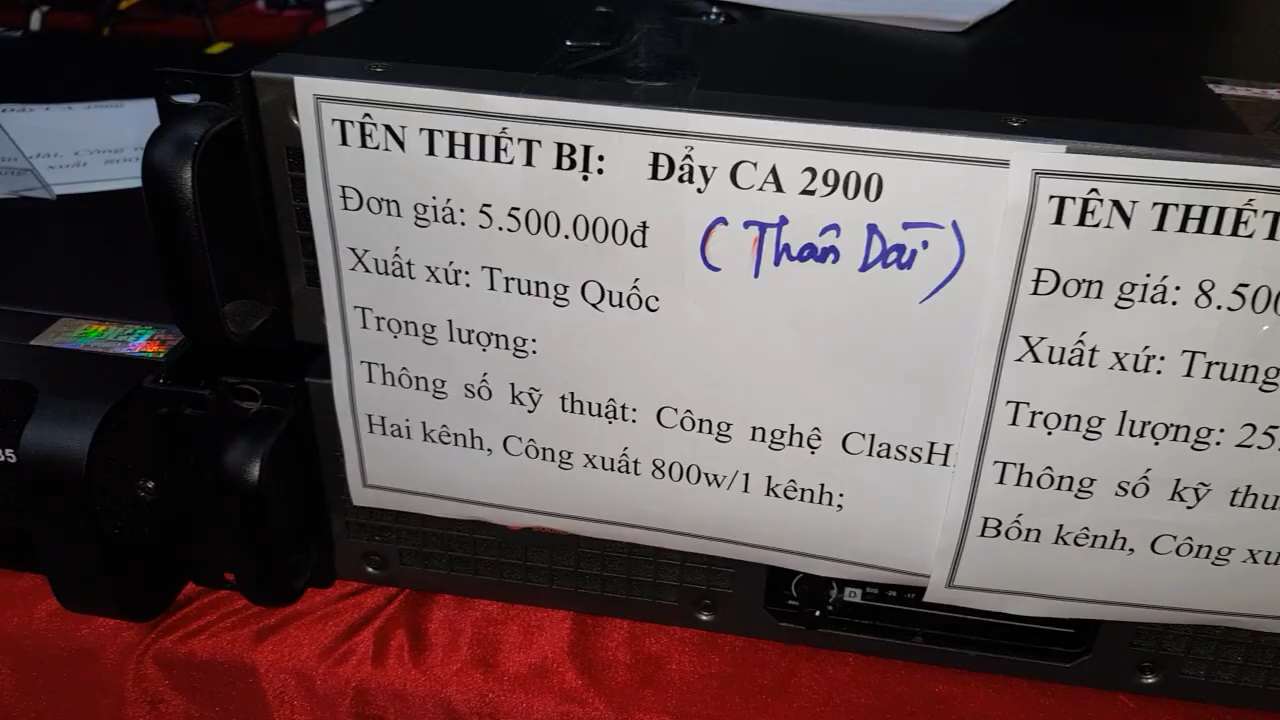 TÊN THIẾT BỊ: Đẩy CA 2900
Đơn giá: 5.500.000đ
(Thân Dài)
Xuất xứ: Trung Quốc
Trọng lượng:
Thông số kỹ thuật: Công nghệ ClassH
Hai kênh, Công xuất 800w/1 kênh;
TÊN THIẾT
Đơn giá: 8.500
Xuất xứ: Trung
Trọng lượng: 25
Thông số kỹ thu
Bốn kênh, Công xu